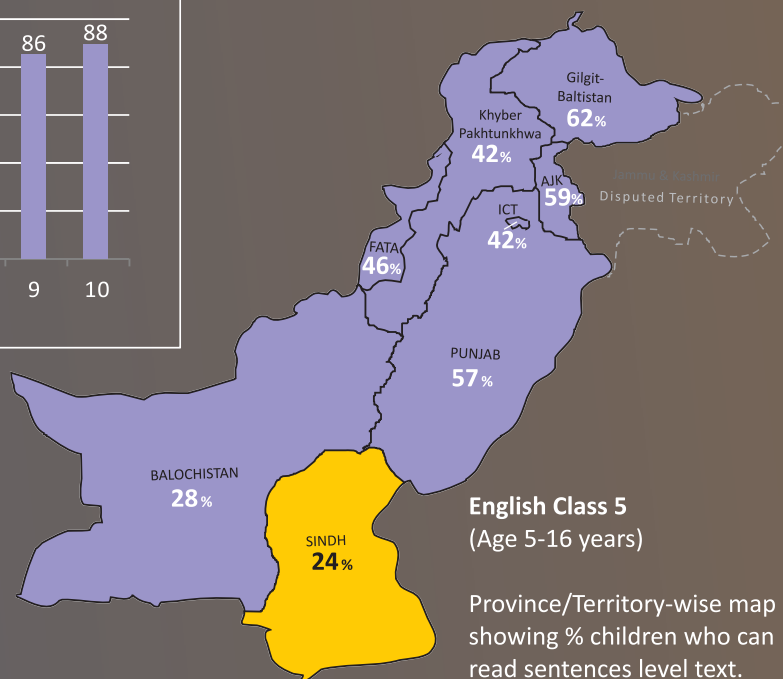 86
88
9
10
Gilgit-
Baltistan
62%
Khyber
Pakhtunkhwa
42%
AJK
59%
Disputed Territory
ICT
42%
FATA
46%
PUNJAB
57%
BALOCHISTAN
28%
SINDH
24%
English Class 5
(Age 5-16 years)
Province/Territory-wise map
showing % children who can
read sentences level text.